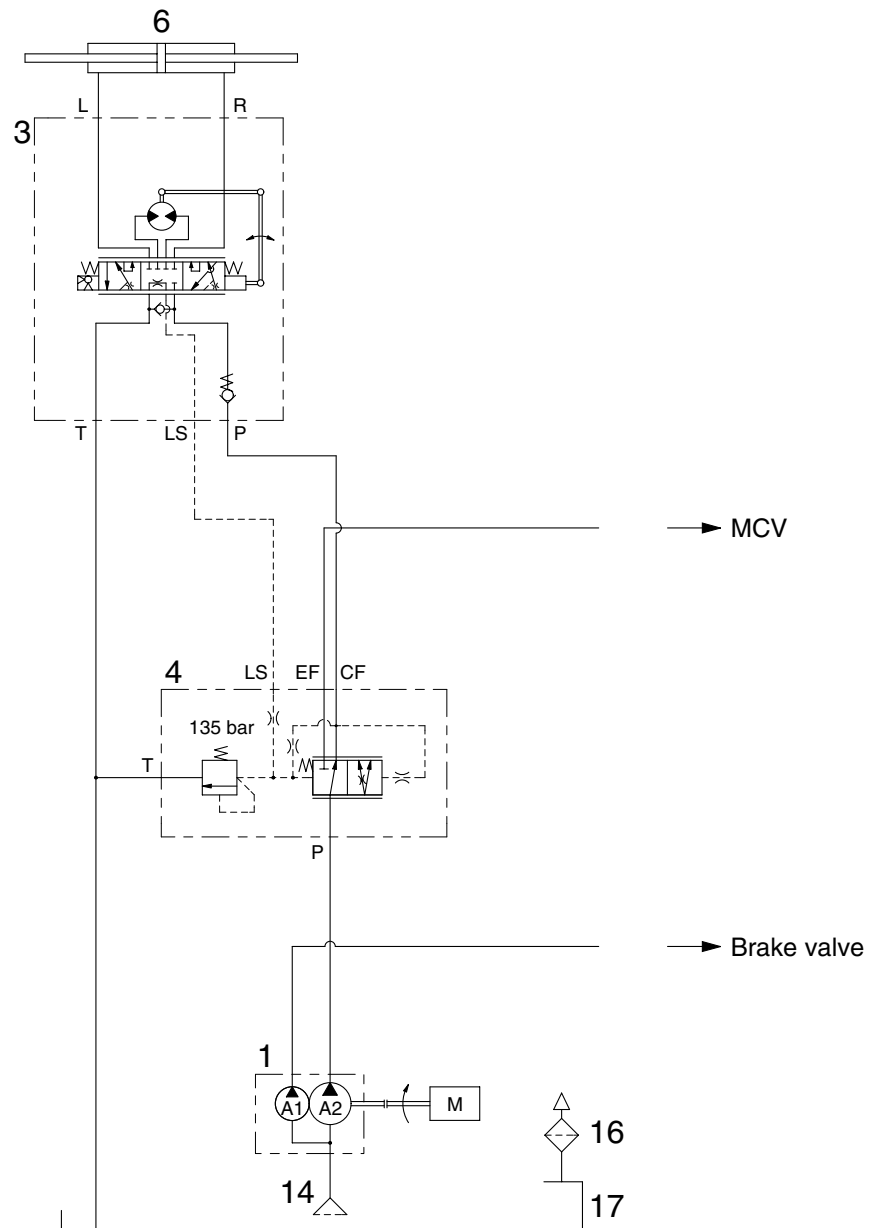 6
L R
3
T LS P
MCV
4 LS EF CF
135 bar
T
P
Brake valve
1
A1 A2 M
16
14
17